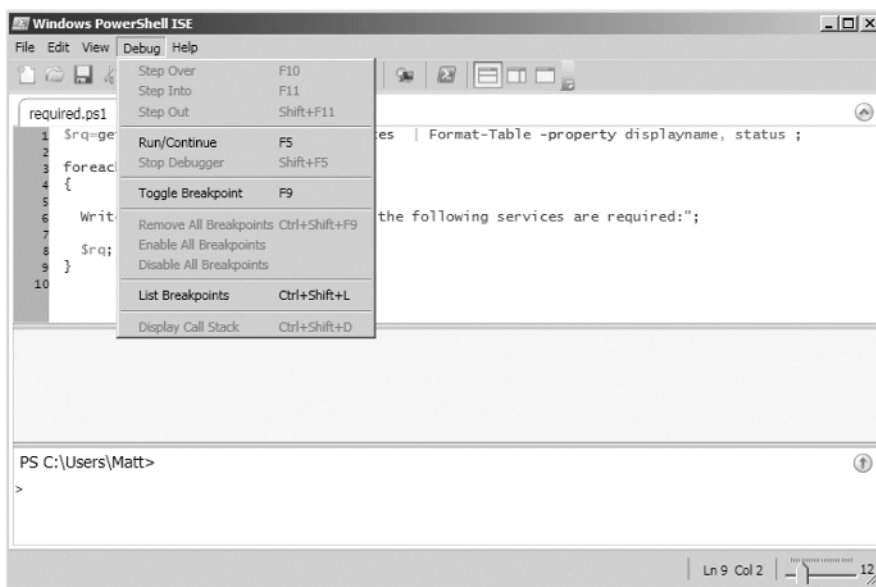 Windows PowerShell ISE
File Edit View Debug Help
Step Over F10
Step Into F11
Step Out Shift+F11
Run/Continue F5
Stop Debugger Shift+F5
Toggle Breakpoint F9
Remove All Breakpoints Ctrl+Shift+F9
Enable All Breakpoints
Disable All Breakpoints
List Breakpoints Ctrl+Shift+L
Display Call Stack Ctrl+Shift+D
required.ps1
1 $rq=ge es | Format-Table -property displayname, status ;
2
3 foreac
4 {
5
6 Writ the following services are required:";
7
8 $rq;
9 }
10
PS C:\Users\Matt>
>
Ln 9 Col 2 12